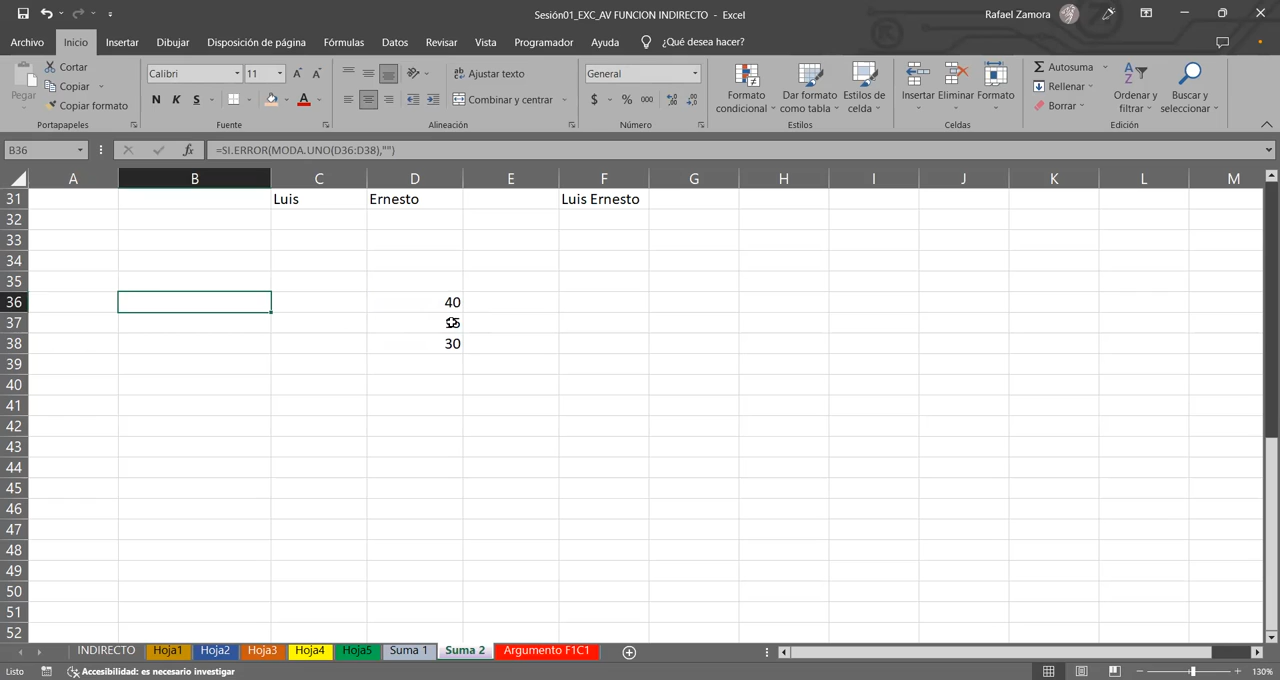 Sesión01_EXC_AV FUNCION INDIRECTO - Excel
Rafael Zamora
Archivo Inicio Insertar Dibujar Disposición de página Fórmulas Datos Revisar Vista Programador Ayuda ¿Qué desea hacer?
Pegar
Cortar
Copiar
Copiar formato
Portapapeles
Calibri 11
N K S
Fuente
Ajustar texto
Combinar y centrar
Alineación
General
$ % 000
Número
Formato condicional
Dar formato como tabla
Estilos de celda
Estilos
Insertar Eliminar Formato
Celdas
Autosuma
Rellenar
Borrar
Ordenar y filtrar
Buscar y seleccionar
Edición
B36 fx =SI.ERROR(MODA.UNO(D36:D38),"")
A B C D E F G H I J K L M
31 Luis Ernesto Luis Ernesto
32
33
34
35
36 40
37
38 30
39
40
41
42
43
44
45
46
47
48
49
50
51
52
INDIRECTO Hoja1 Hoja2 Hoja3 Hoja4 Hoja5 Suma 1 Suma 2 Argumento F1C1
Listo Accesibilidad: es necesario investigar 130%